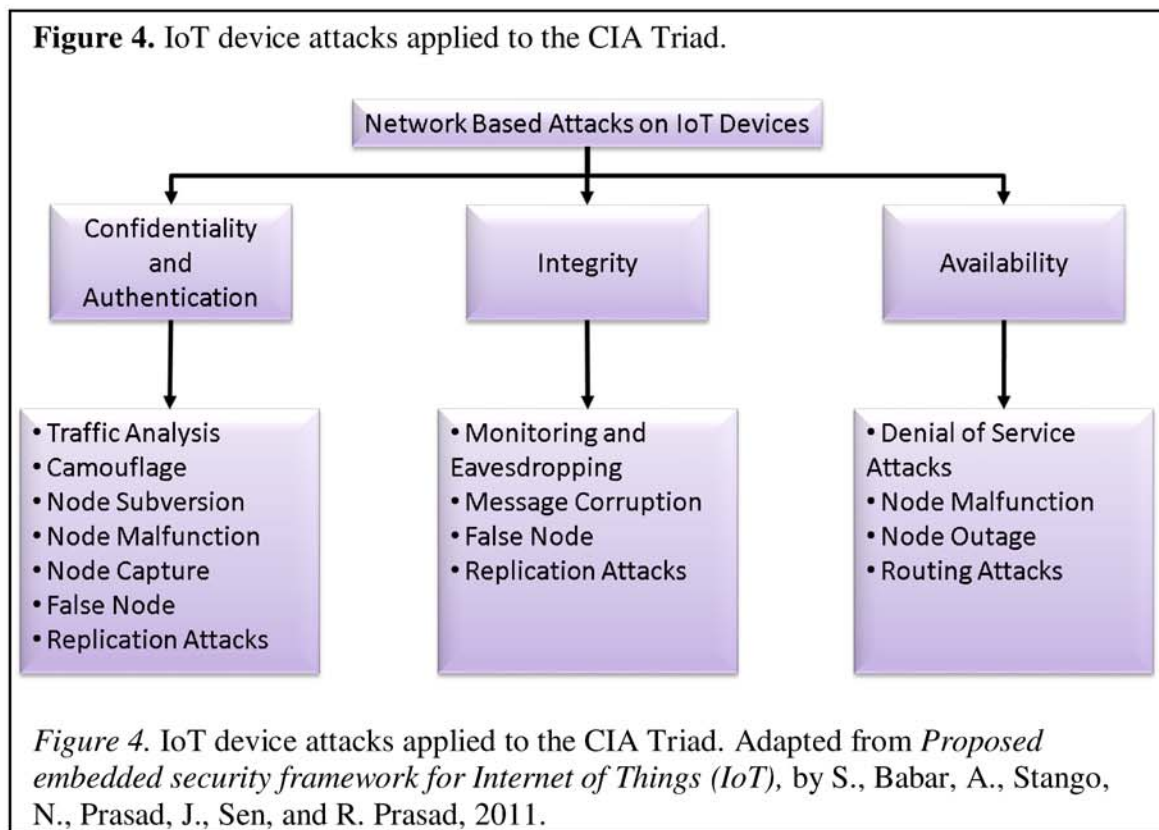 Figure 4. IoT device attacks applied to the CIA Triad.
Network Based Attacks on IoT Devices
Confidentiality
and
Authentication
Integrity
Availability
• Traffic Analysis
• Camouflage
• Node Subversion
• Node Malfunction
• Node Capture
• False Node
• Replication Attacks
• Monitoring and
Eavesdropping
• Message Corruption
• False Node
• Replication Attacks
• Denial of Service
Attacks
• Node Malfunction
• Node Outage
• Routing Attacks
Figure 4. IoT device attacks applied to the CIA Triad. Adapted from Proposed
embedded security framework for Internet of Things (IoT), by S., Babar, A., Stango,
N., Prasad, J., Sen, and R. Prasad, 2011.